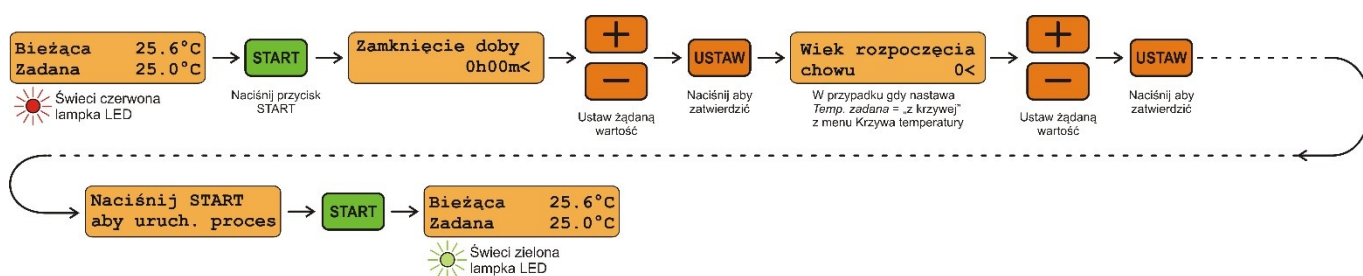 Bieżąca 25.6°C
Zadana 25.0°C
Świeci czerwona
lampka LED
START
Naciśnij przycisk
START
Zamknięcie doby
0h00m<
+
−
Ustaw żądaną
wartość
USTAW
Naciśnij aby
zatwierdzić
Wiek rozpoczęcia
chowu 0<
W przypadku gdy nastawa
Temp. zadana = „z krzywej"
z menu Krzywa temperatury
+
−
Ustaw żądaną
wartość
USTAW
Naciśnij aby
zatwierdzić
Naciśnij START
aby uruch. proces
START
Bieżąca 25.6°C
Zadana 25.0°C
Świeci zielona
lampka LED